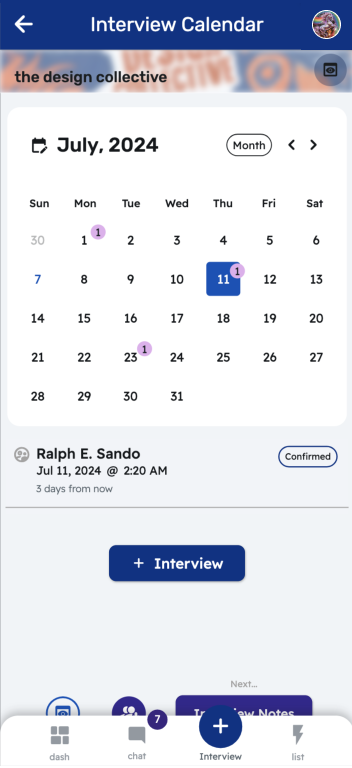 Interview Calendar
the design collective
July, 2024
Month
Sun Mon Tue Wed Thu Fri Sat
30 1 1 2 3 4 5 6
7 8 9 10 11 1 12 13
14 15 16 17 18 19 20
21 22 23 1 24 25 26 27
28 29 30 31
Ralph E. Sando
Jul 11, 2024 @ 2:20 AM
Confirmed
3 days from now
+ Interview
Next...
Interview Notes
7
dash chat Interview list